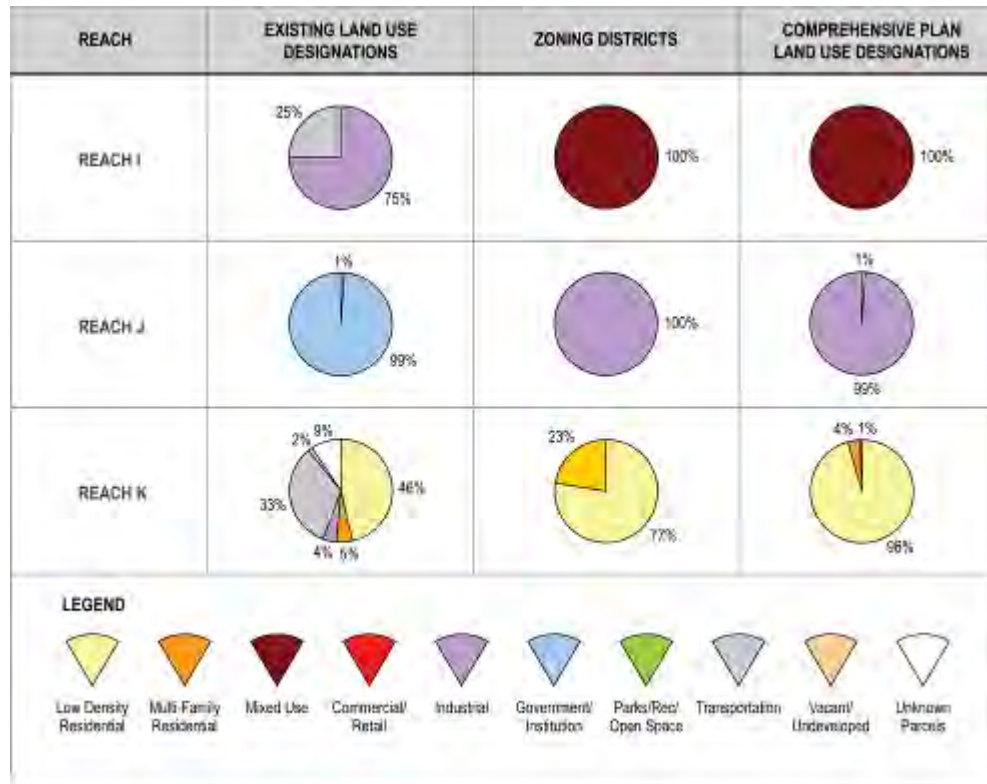 REACH
EXISTING LAND USE
DESIGNATIONS
ZONING DISTRICTS
COMPREHENSIVE PLAN
LAND USE DESIGNATIONS
REACH I
25%
75%
100%
100%
REACH J
1%
99%
100%
1%
99%
REACH K
2%
9%
33%
46%
4%
5%
23%
77%
4%
1%
96%
LEGEND
Low Density
Residential
Multi-Family
Residential
Mixed Use
Commercial/
Retail
Industrial
Government/
Institution
Parks/Rec/
Open Space
Transportation
Vacant/
Undeveloped
Unknown
Parcels